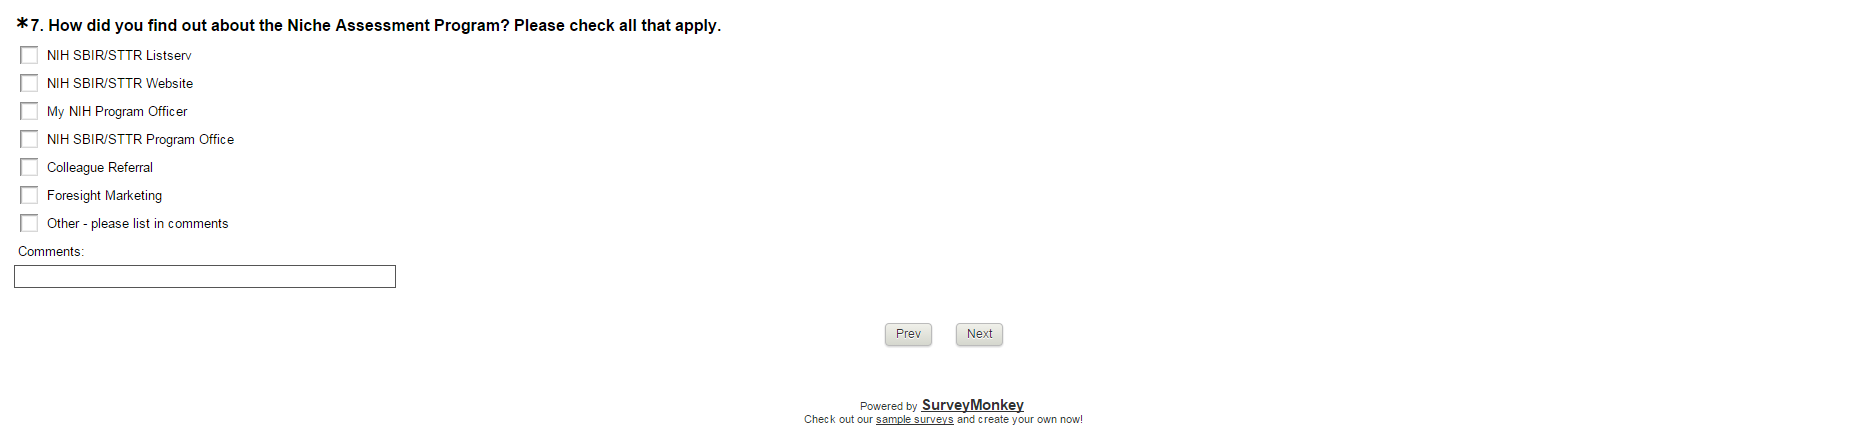 *7. How did you find out about the Niche Assessment Program? Please check all that apply.
NIH SBIR/STTR Listserv
NIH SBIR/STTR Website
My NIH Program Officer
NIH SBIR/STTR Program Office
Colleague Referral
Foresight Marketing
Other - please list in comments
Comments:
Prev Next
Powered by SurveyMonkey
Check out our sample surveys and create your own now!